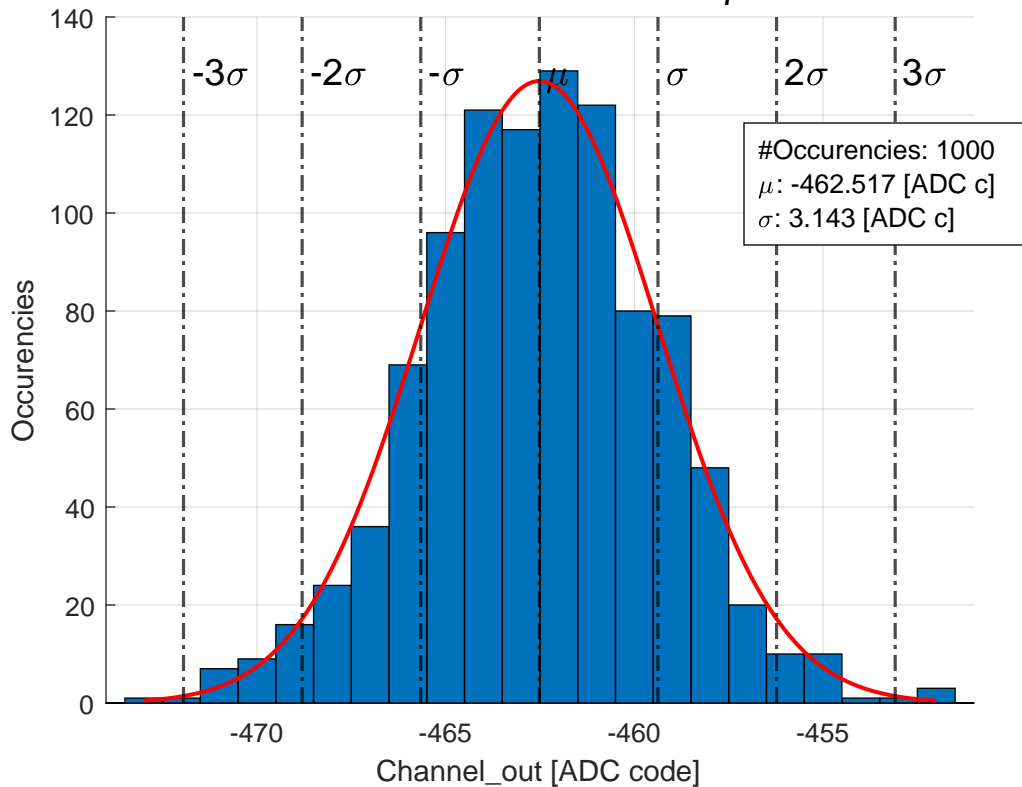 140
120
100
80
60
40
20
0
-3σ
-2σ
-σ
μ
σ
2σ
3σ
#Occurencies: 1000
μ: -462.517 [ADC c]
σ: 3.143 [ADC c]
Occurencies
-470
-465
-460
-455
Channel_out [ADC code]